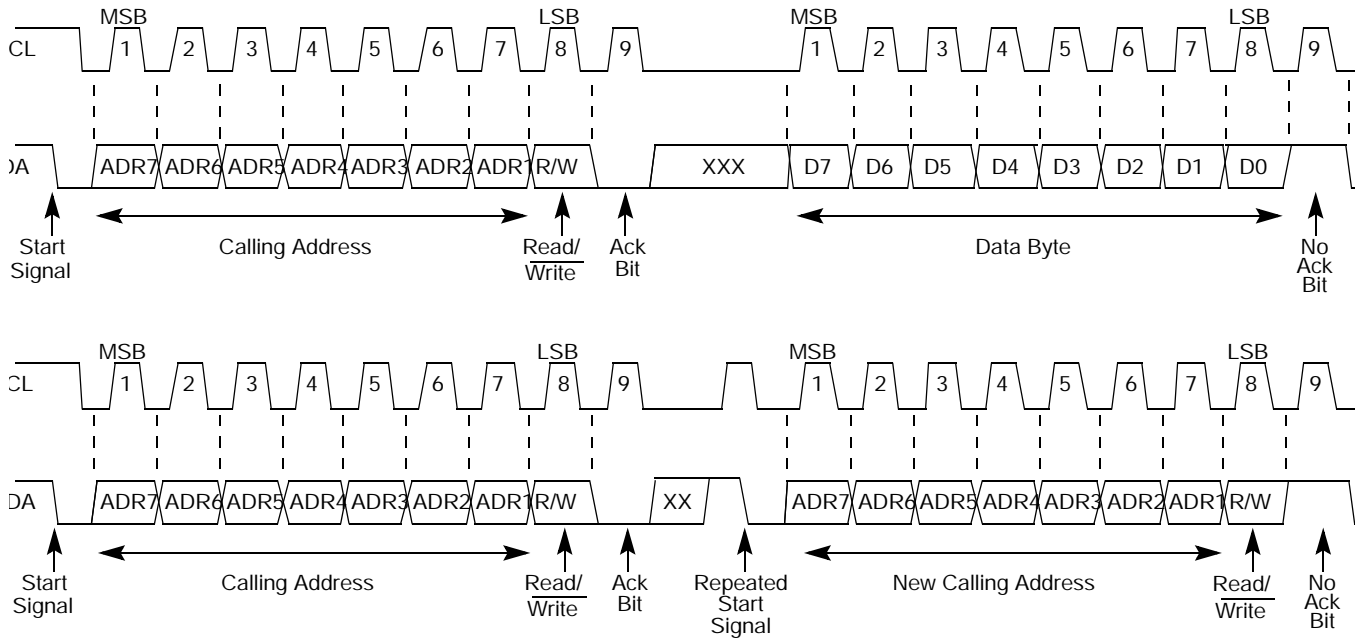 MSB LSB MSB LSB
CL 1 2 3 4 5 6 7 8 9 1 2 3 4 5 6 7 8 9
DA ADR7 ADR6 ADR5 ADR4 ADR3 ADR2 ADR1 R/W XXX D7 D6 D5 D4 D3 D2 D1 D0
Start Signal
Calling Address
Read/
Write
Ack
Bit
Data Byte
No
Ack
Bit
MSB LSB MSB LSB
CL 1 2 3 4 5 6 7 8 9 1 2 3 4 5 6 7 8 9
DA ADR7 ADR6 ADR5 ADR4 ADR3 ADR2 ADR1 R/W XX ADR7 ADR6 ADR5 ADR4 ADR3 ADR2 ADR1 R/W
Start
Signal
Calling Address
Read/
Write
Ack
Bit
Repeated
Start
Signal
New Calling Address
Read/
Write
No
Ack
Bit